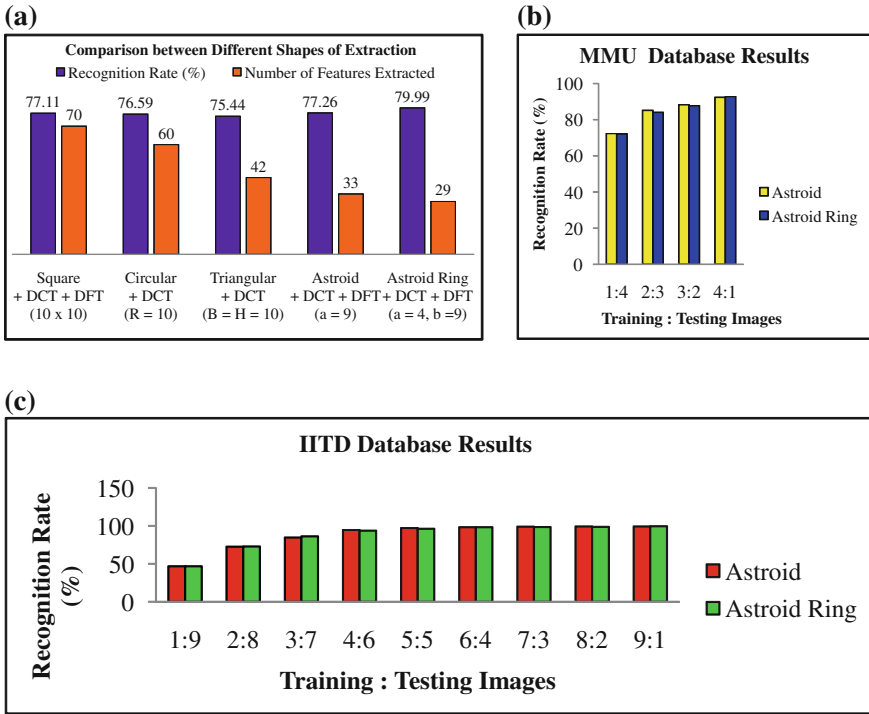 (a)
Comparison between Different Shapes of Extraction
Recognition Rate (%) Number of Features Extracted
77.11 70 76.59 60 75.44 42 77.26 33 79.99 29
Square Circular Triangular Astroid Astroid Ring
+ DCT + DFT + DCT + DCT + DCT + DFT + DCT + DFT
(10 x 10) (R = 10) (B = H = 10) (a = 9) (a = 4, b =9)
(b)
MMU Database Results
Recognition Rate (%)
100
80
60
40
20
0
1:4 2:3 3:2 4:1
Training : Testing Images
Astroid
Astroid Ring
(c)
IITD Database Results
Recognition Rate
(%)
150
100
50
0
1:9 2:8 3:7 4:6 5:5 6:4 7:3 8:2 9:1
Training : Testing Images
Astroid
Astroid Ring